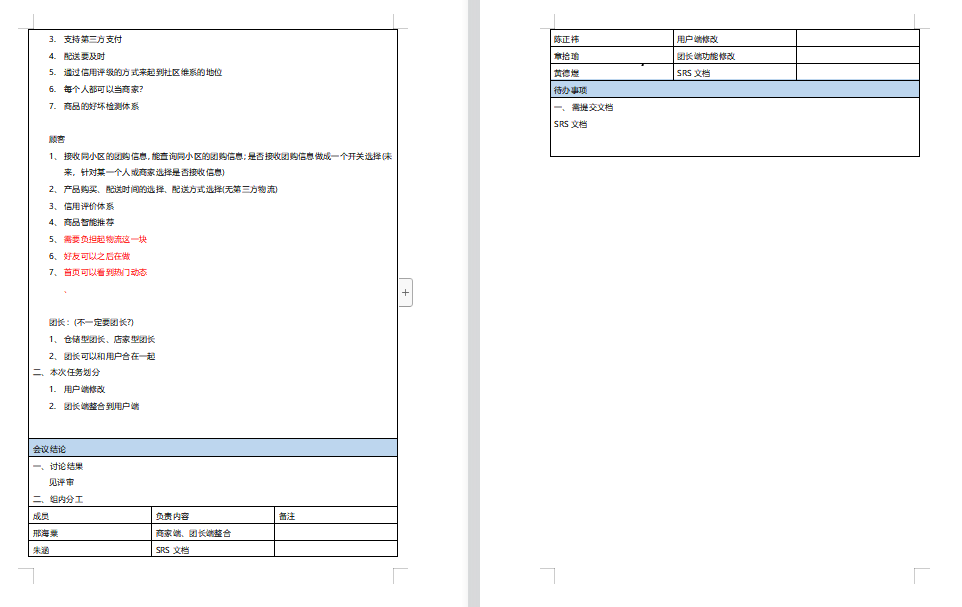 3. 支持第三方支付
4. 配送要及时
5. 通过信用评级的方式来起到社区维系的地位
6. 每个人都可以当商家?
7. 商品的好坏检测体系
顾客
1、 接收同小区的团购信息, 能查询同小区的团购信息; 是否接收团购信息做成一个开关选择(未
来，针对某一个人或商家选择是否接收信息)
2、 产品购买、配送时间的选择、配送方式选择(无第三方物流)
3、 信用评价体系
4、 商品智能推荐
5、 需要负担起物流这一块
6、 好友可以之后在做
7、 首页可以看到热门动态
.
团长：(不一定要团长?)
1、 仓储型团长、店家型团长
2、 团长可以和用户合在一起
二、本次任务划分
1. 用户端修改
2. 团长端整合到用户端
会议结论
一、讨论结果
见评审
二、组内分工
成员 负责内容 备注
邢海粟 商家端、团长端整合
朱涵 SRS 文档
陈正祎 用户端修改
章拾瑜 团长端功能修改
黄德煜 SRS 文档
待办事项
一、 需提交文档
SRS 文档